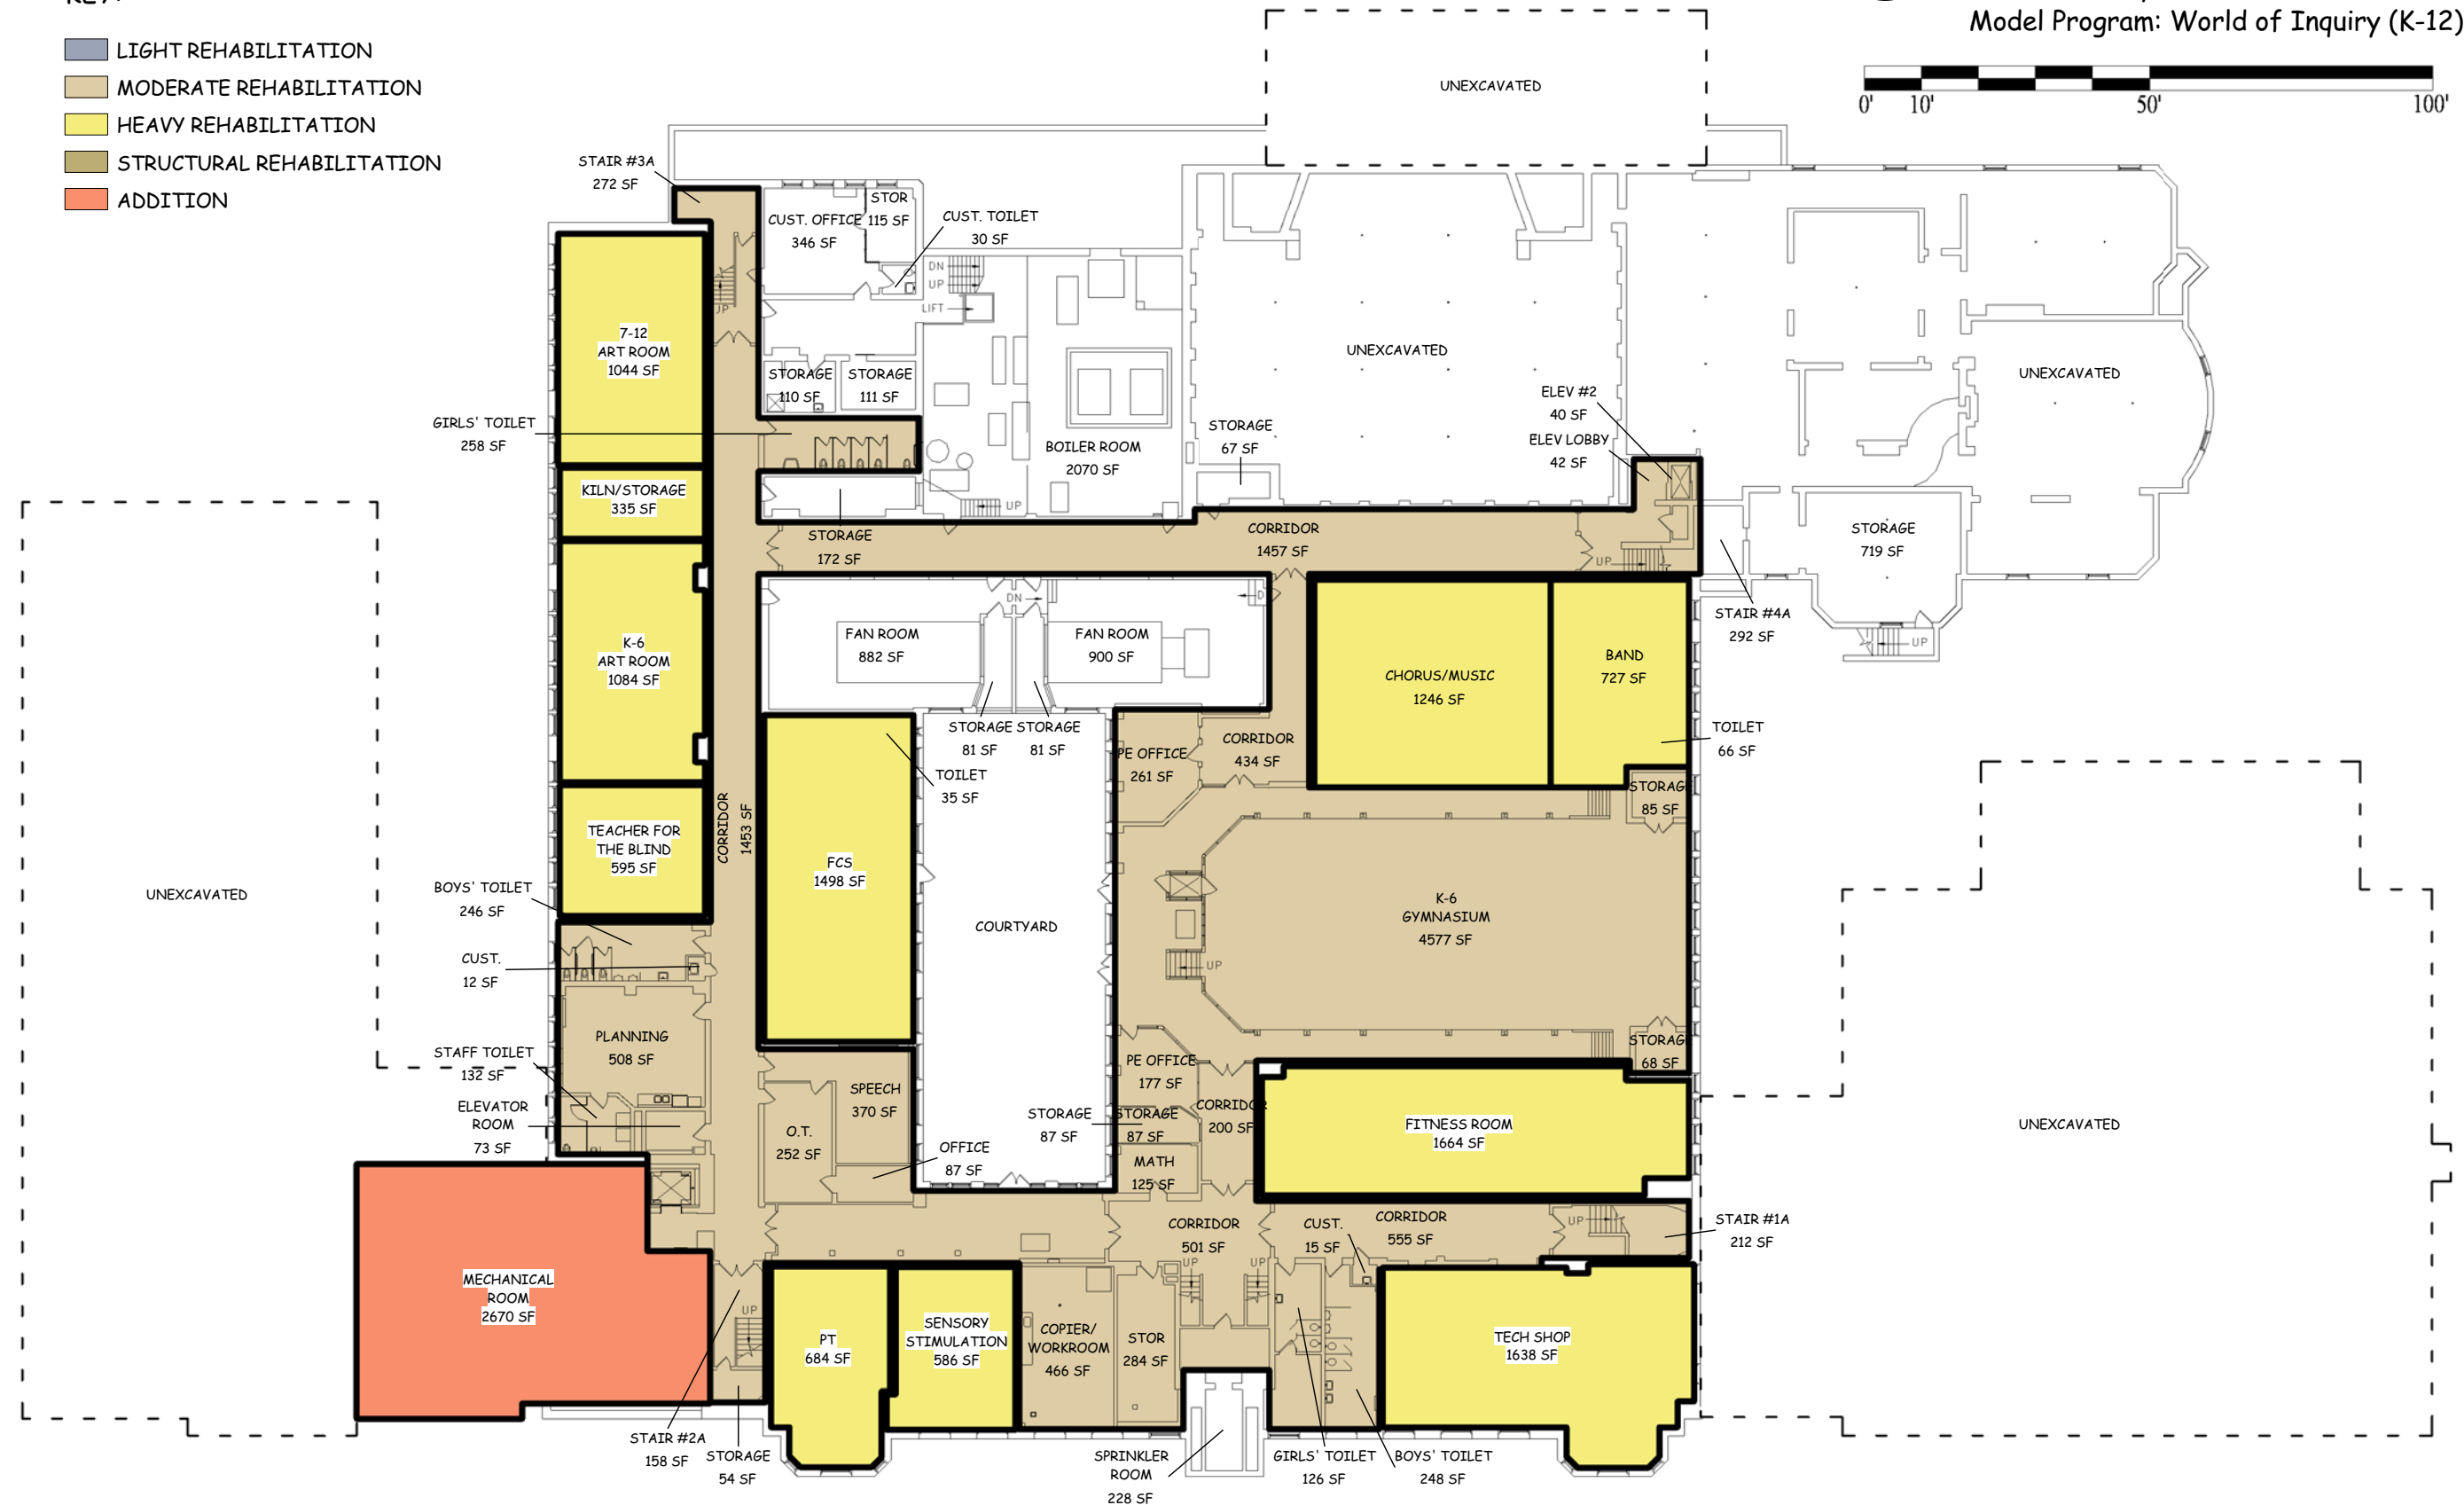 Model Program: World of Inquiry (K-12)
LIGHT REHABILITATION
MODERATE REHABILITATION
HEAVY REHABILITATION
STRUCTURAL REHABILITATION
ADDITION
0' 10' 50' 100'
UNEXCAVATED
STAIR #3A
272 SF
CUST. OFFICE
346 SF
STOR
115 SF
CUST. TOILET
30 SF
DN
UP
LIFT
UP
7-12
ART ROOM
1044 SF
STORAGE
110 SF
STORAGE
111 SF
UNEXCAVATED
UNEXCAVATED
ELEV #2
40 SF
ELEV LOBBY
42 SF
GIRLS' TOILET
258 SF
BOILER ROOM
2070 SF
STORAGE
67 SF
KILN/STORAGE
335 SF
UP
STORAGE
172 SF
CORRIDOR
1457 SF
UP
STORAGE
719 SF
STAIR #4A
292 SF
UP
DN
D
FAN ROOM
882 SF
FAN ROOM
900 SF
K-6
ART ROOM
1084 SF
CHORUS/MUSIC
1246 SF
BAND
727 SF
TOILET
66 SF
STORAGE
81 SF
STORAGE
81 SF
PE OFFICE
261 SF
CORRIDOR
434 SF
TOILET
35 SF
STORAGE
85 SF
CORRIDOR
1453 SF
TEACHER FOR
THE BLIND
595 SF
FCS
1498 SF
BOYS' TOILET
246 SF
UNEXCAVATED
COURTYARD
K-6
GYMNASIUM
4577 SF
UP
CUST.
12 SF
PLANNING
508 SF
STAFF TOILET
132 SF
ELEVATOR
ROOM
73 SF
SPEECH
370 SF
O.T.
252 SF
OFFICE
87 SF
STORAGE
87 SF
PE OFFICE
177 SF
STORAGE
87 SF
CORRIDOR
200 SF
MATH
125 SF
STORAGE
68 SF
FITNESS ROOM
1664 SF
UNEXCAVATED
CORRIDOR
501 SF
CUST.
15 SF
CORRIDOR
555 SF
UP
STAIR #1A
212 SF
UP
UP
MECHANICAL
ROOM
2670 SF
UP
PT
684 SF
SENSORY
STIMULATION
586 SF
COPIER/
WORKROOM
466 SF
STOR
284 SF
TECH SHOP
1638 SF
STAIR #2A
158 SF
STORAGE
54 SF
SPRINKLER
ROOM
228 SF
GIRLS' TOILET
126 SF
BOYS' TOILET
248 SF